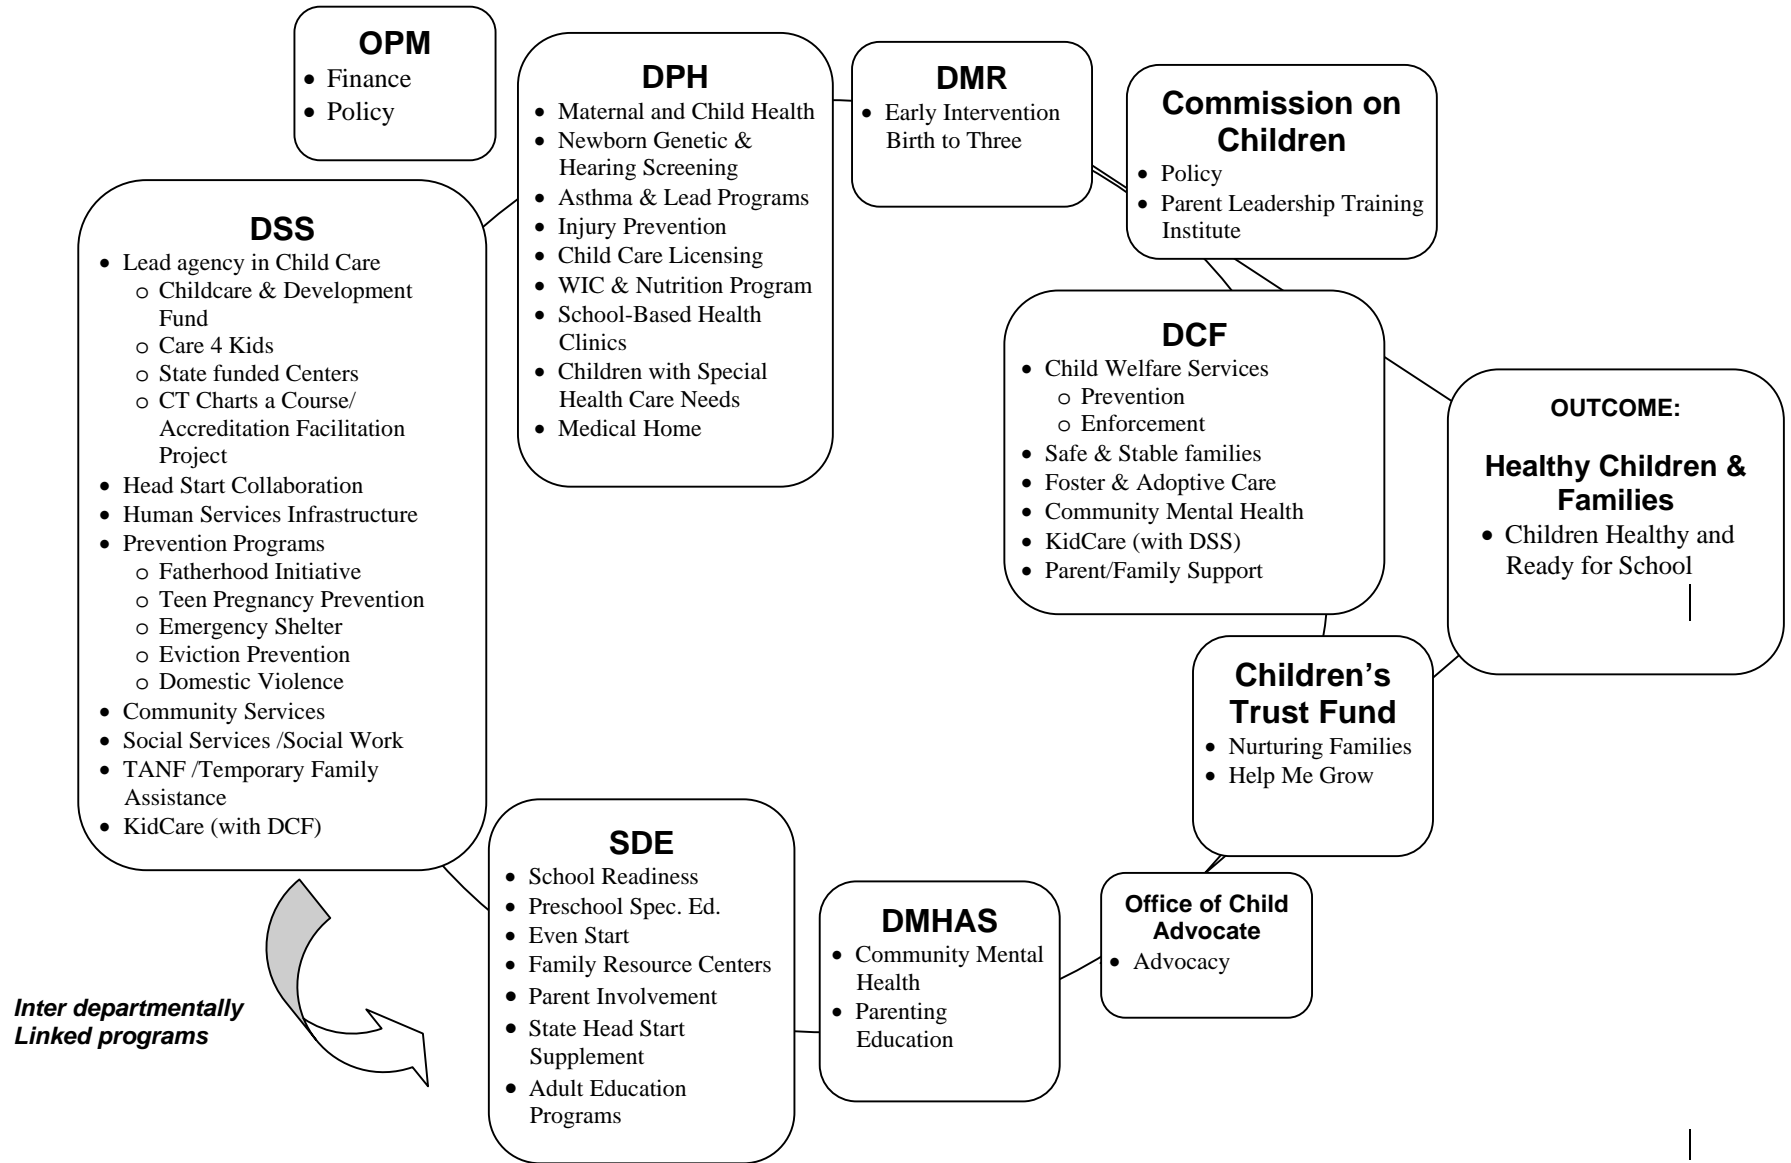 OPM
• Finance
• Policy
DPH
• Maternal and Child Health
• Newborn Genetic &
Hearing Screening
• Asthma & Lead Programs
• Injury Prevention
• Child Care Licensing
• WIC & Nutrition Program
• School-Based Health
Clinics
• Children with Special
Health Care Needs
• Medical Home
DMR
• Early Intervention
Birth to Three
Commission on
Children
• Policy
• Parent Leadership Training
Institute
DSS
• Lead agency in Child Care
o Childcare & Development
Fund
o Care 4 Kids
o State funded Centers
o CT Charts a Course/
Accreditation Facilitation
Project
• Head Start Collaboration
• Human Services Infrastructure
• Prevention Programs
o Fatherhood Initiative
o Teen Pregnancy Prevention
o Emergency Shelter
o Eviction Prevention
o Domestic Violence
• Community Services
• Social Services /Social Work
• TANF /Temporary Family
Assistance
• KidCare (with DCF)
DCF
• Child Welfare Services
o Prevention
o Enforcement
• Safe & Stable families
• Foster & Adoptive Care
• Community Mental Health
• KidCare (with DSS)
• Parent/Family Support
OUTCOME:
Healthy Children &
Families
• Children Healthy and
Ready for School
Children’s
Trust Fund
• Nurturing Families
• Help Me Grow
SDE
• School Readiness
• Preschool Spec. Ed.
• Even Start
• Family Resource Centers
• Parent Involvement
• State Head Start
Supplement
• Adult Education
Programs
DMHAS
• Community Mental
Health
• Parenting
Education
Office of Child
Advocate
• Advocacy
Inter departmentally
Linked programs